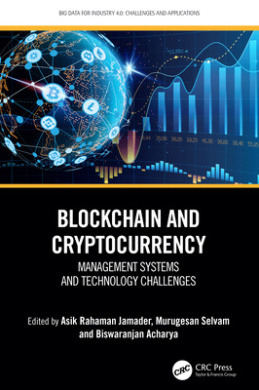 BIG DATA FOR INDUSTRY 4.0: CHALLENGES AND APPLICATIONS
BLOCKCHAIN AND
CRYPTOCURRENCY
MANAGEMENT SYSTEMS
AND TECHNOLOGY CHALLENGES
Edited by Asik Rahaman Jamader, Murugesan Selvam
and Biswaranjan Acharya
CRC
CRC Press
Taylor & Francis Group